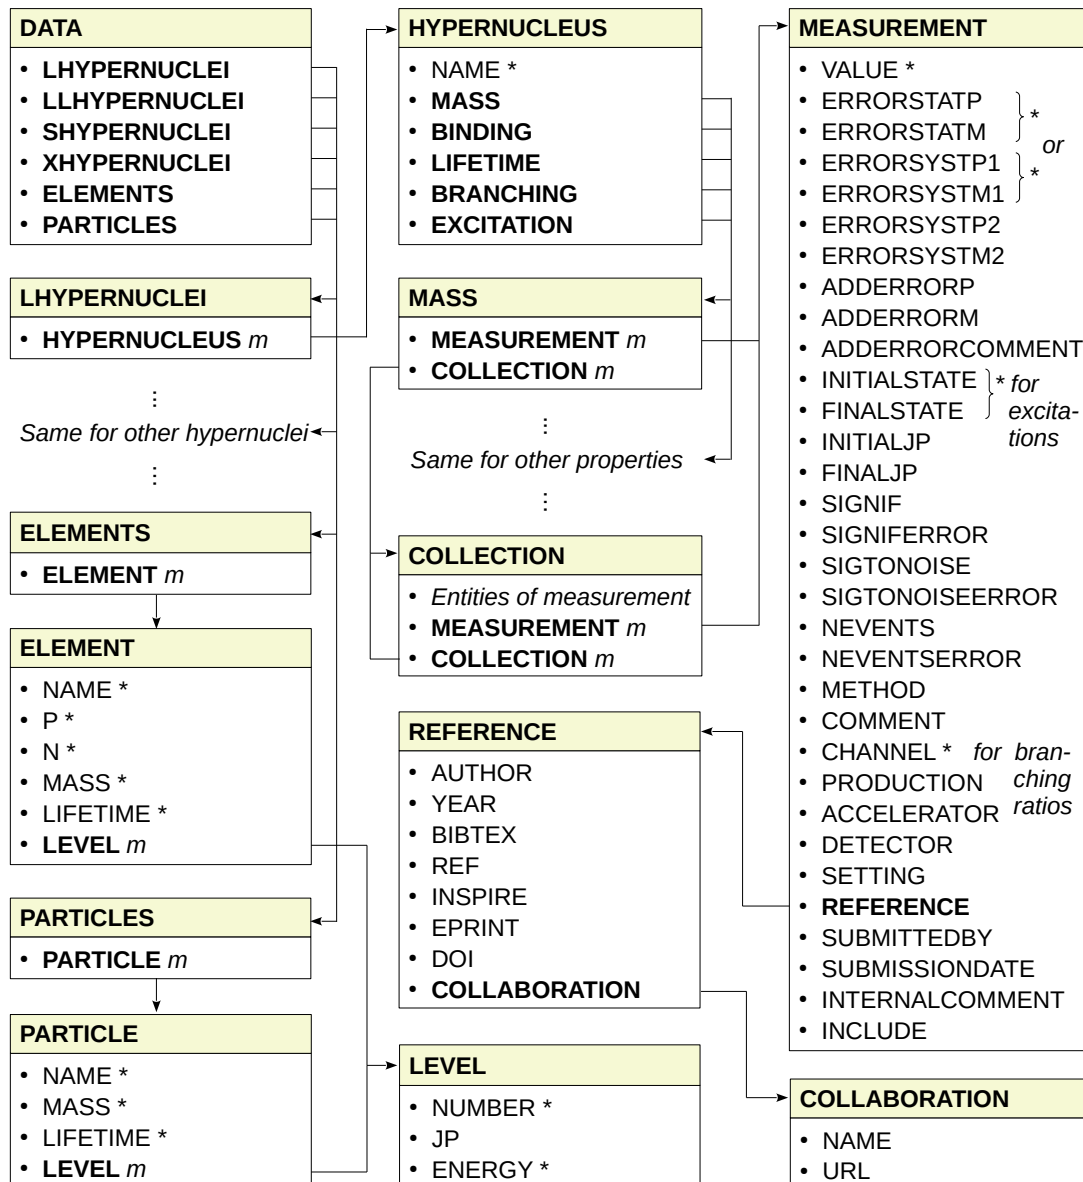 DATA
• LHYPERNUCLEI
• LLHYPERNUCLEI
• SHYPERNUCLEI
• XHYPERNUCLEI
• ELEMENTS
• PARTICLES
LHYPERNUCLEI
• HYPERNUCLEUS m
⋮
Same for other hypernuclei
⋮
ELEMENTS
• ELEMENT m
ELEMENT
• NAME *
• P *
• N *
• MASS *
• LIFETIME *
• LEVEL m
PARTICLES
• PARTICLE m
PARTICLE
• NAME *
• MASS *
• LIFETIME *
• LEVEL m
HYPERNUCLEUS
• NAME *
• MASS
• BINDING
• LIFETIME
• BRANCHING
• EXCITATION
MASS
• MEASUREMENT m
• COLLECTION m
⋮
Same for other properties
⋮
COLLECTION
• Entities of measurement
• MEASUREMENT m
• COLLECTION m
REFERENCE
• AUTHOR
• YEAR
• BIBTEX
• REF
• INSPIRE
• EPRINT
• DOI
• COLLABORATION
LEVEL
• NUMBER *
• JP
• ENERGY *
MEASUREMENT
• VALUE *
• ERRORSTATP
*
• ERRORSTATM
or
• ERRORSYSTP1
*
• ERRORSYSTM1
• ERRORSYSTP2
• ERRORSYSTM2
• ADDERRORP
• ADDERRORM
• ADDERRORCOMMENT
• INITIALSTATE * for
• FINALSTATE excita-
• INITIALJP tions
• FINALJP
• SIGNIF
• SIGNIFERROR
• SIGTONOISE
• SIGTONOISEERROR
• NEVENTS
• NEVENTSERROR
• METHOD
• COMMENT
• CHANNEL * for bran-
• PRODUCTION ching
• ACCELERATOR ratios
• DETECTOR
• SETTING
• REFERENCE
• SUBMITTEDBY
• SUBMISSIONDATE
• INTERNALCOMMENT
• INCLUDE
COLLABORATION
• NAME
• URL